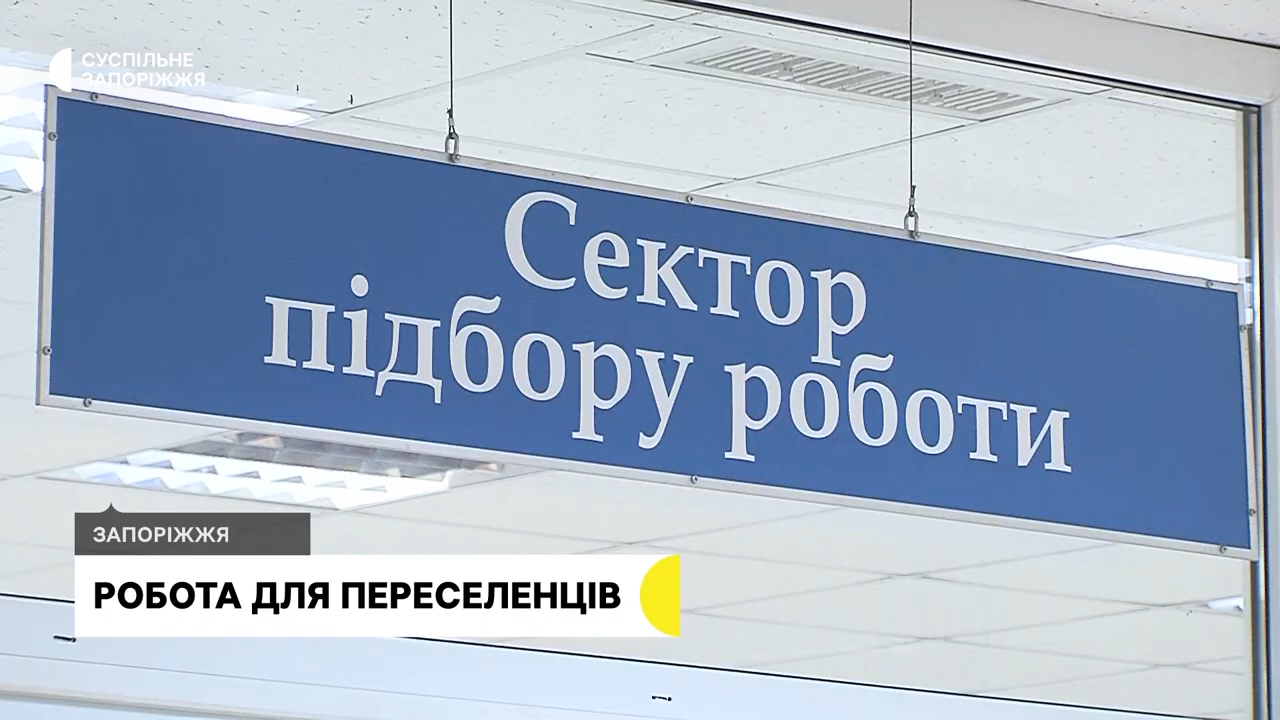 СУСПІЛЬНЕ
ЗАПОРІЖЖЯ
Сектор
підбору роботи
ЗАПОРІЖЖЯ
РОБОТА ДЛЯ ПЕРЕСЕЛЕНЦІВ